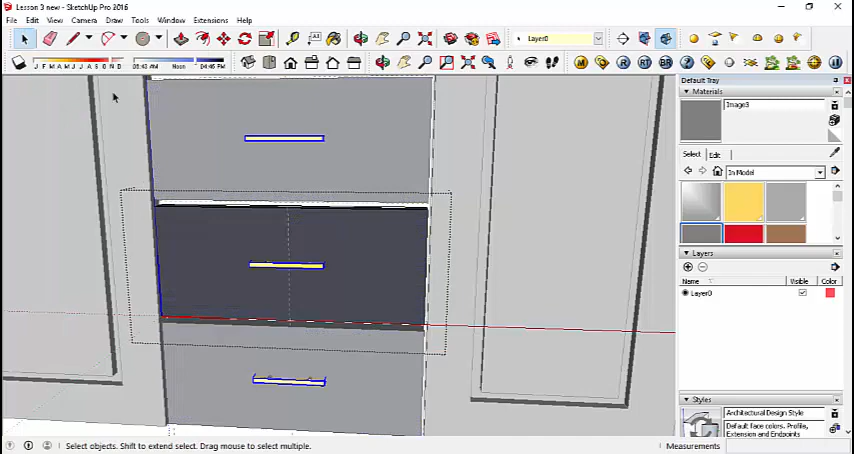 Lesson 3 new - SketchUp Pro 2016
File Edit View Camera Draw Tools Window Extensions Help
A1
Layer0
J F M A M J J A S O N D
06:43 AM Noon 04:46 PM
M R RT BR
Default Tray
Materials
Image3
Select Edit
In Model
Layers
Name Visible Color
Layer0
Styles
Architectural Design Style
Default face colors. Profiles,
Extension and Endpoints
Select objects. Shift to extend select. Drag mouse to select multiple.
Measurements